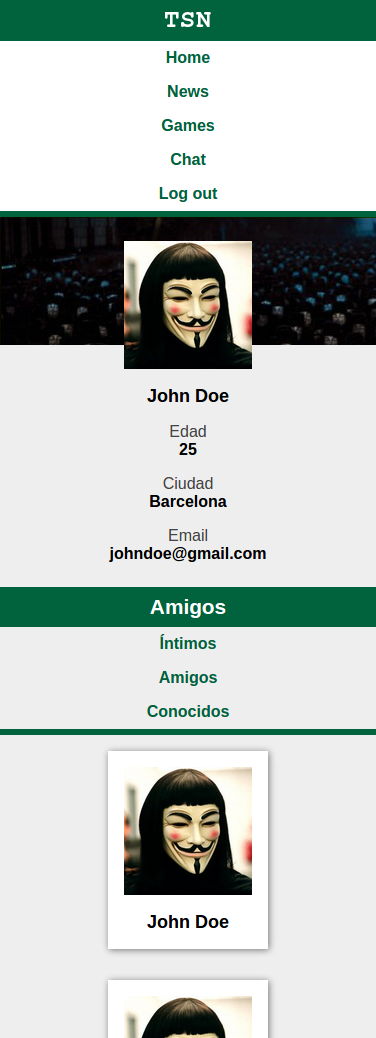 TSN
Home
News
Games
Chat
Log out
John Doe
Edad
25
Ciudad
Barcelona
Email
johndoe@gmail.com
Amigos
Íntimos
Amigos
Conocidos
John Doe